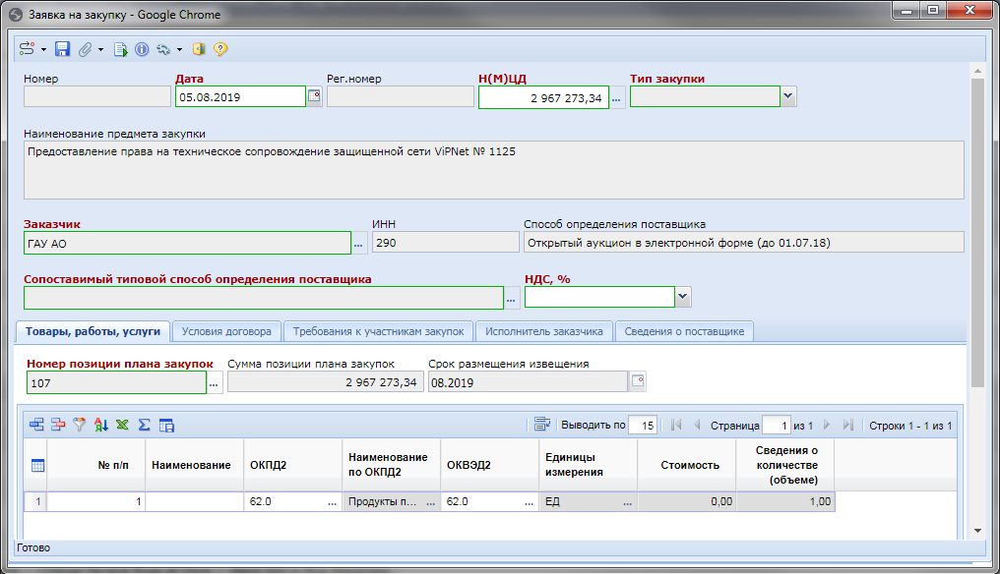 Заявка на закупку - Google Chrome
Номер Дата Рег.номер Н(М)ЦД Тип закупки
05.08.2019 2 967 273,34 ...
Наименование предмета закупки
Предоставление права на техническое сопровождение защищенной сети ViPNet № 1125
Заказчик ИНН Способ определения поставщика
ГАУ АО ... 290 Открытый аукцион в электронной форме (до 01.07.18)
Сопоставимый типовой способ определения поставщика НДС, %
...
Товары, работы, услуги Условия договора Требования к участникам закупок Исполнитель заказчика Сведения о поставщике
Номер позиции плана закупок Сумма позиции плана закупок Срок размещения извещения
107 ... 2 967 273,34 08.2019
Выводить по 15 Страница 1 из 1 Строки 1 - 1 из 1
№ п/п Наименование ОКПД2 Наименование по ОКПД2 ОКВЭД2 Единицы измерения Стоимость Сведения о количестве (объеме)
1 1 62.0 ... Продукты п... ... 62.0 ... ЕД ... 0,00 1,00
Готово